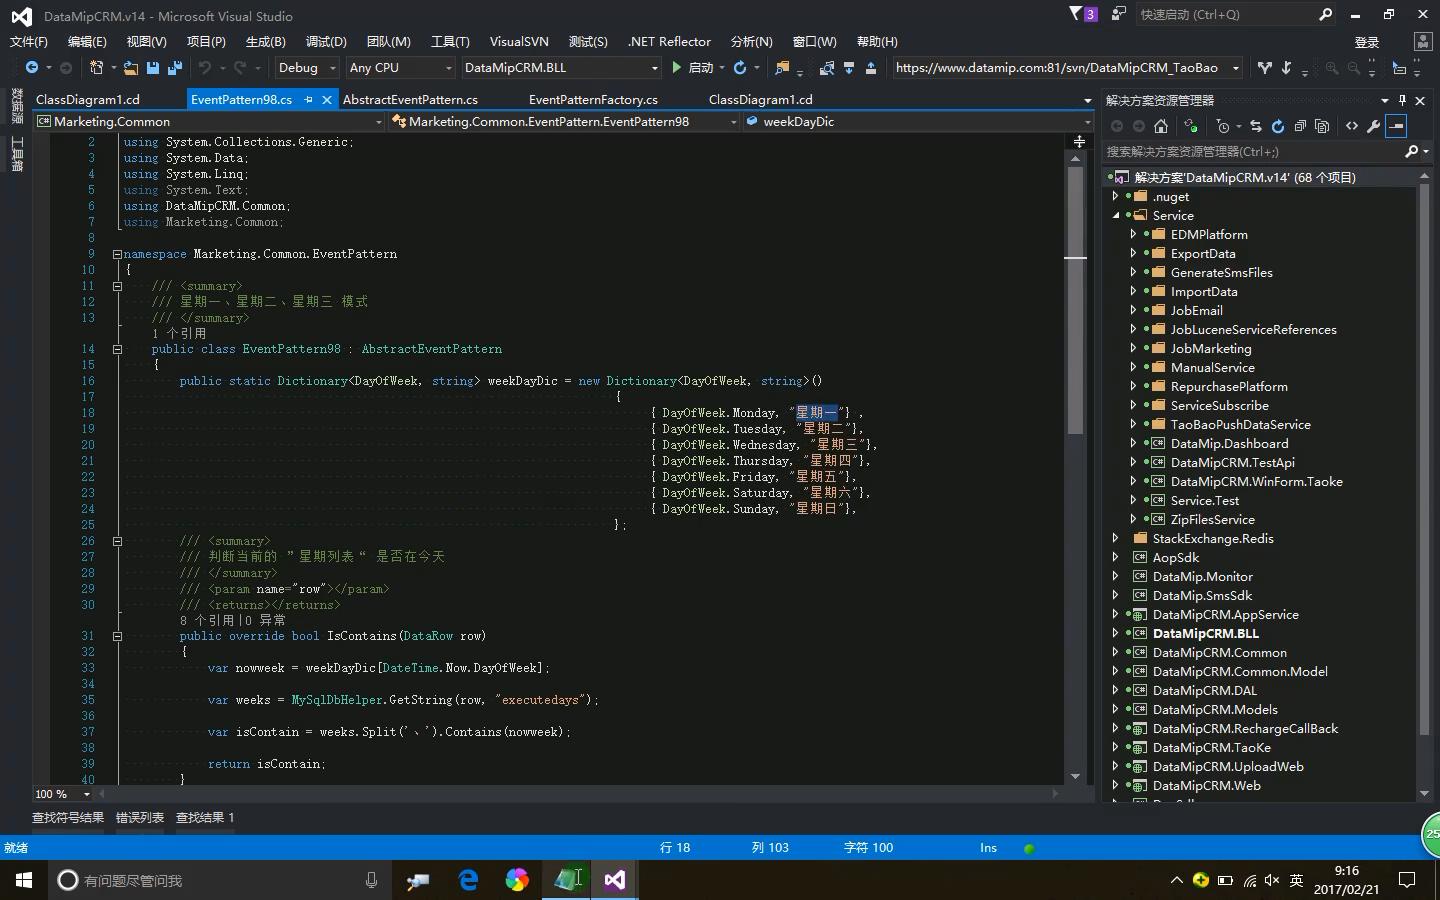 DataMipCRM.v14 - Microsoft Visual Studio
3
快速启动 (Ctrl+Q)
文件(F) 编辑(E) 视图(V) 项目(P) 生成(B) 调试(D) 团队(M) 工具(T) VisualSVN 测试(S) .NET Reflector 分析(N) 窗口(W) 帮助(H) 登录
Debug Any CPU DataMipCRM.BLL 启动 https://www.datamip.com:81/svn/DataMipCRM_TaoBao
数据源
工具箱
ClassDiagram1.cd EventPattern98.cs AbstractEventPattern.cs EventPatternFactory.cs ClassDiagram1.cd
Marketing.Common Marketing.Common.EventPattern.EventPattern98 weekDayDic
2 using System.Collections.Generic;
3 using System.Data;
4 using System.Linq;
5 using System.Text;
6 using DataMipCRM.Common;
7 using Marketing.Common;
8
9 namespace Marketing.Common.EventPattern
10 {
11 /// <summary>
12 /// 星期一、星期二、星期三 模式
13 /// </summary>
1 个引用
14 public class EventPattern98 : AbstractEventPattern
15 {
16 public static Dictionary<DayOfWeek, string> weekDayDic = new Dictionary<DayOfWeek, string>()
17 {
18 { DayOfWeek.Monday, "星期一"} ,
19 { DayOfWeek.Tuesday, "星期二"},
20 { DayOfWeek.Wednesday, "星期三"},
21 { DayOfWeek.Thursday, "星期四"},
22 { DayOfWeek.Friday, "星期五"},
23 { DayOfWeek.Saturday, "星期六"},
24 { DayOfWeek.Sunday, "星期日"},
25 };
26 /// <summary>
27 /// 判断当前的 ”星期列表“ 是否在今天
28 /// </summary>
29 /// <param name="row"></param>
30 /// <returns></returns>
8 个引用|0 异常
31 public override bool IsContains(DataRow row)
32 {
33 var nowweek = weekDayDic[DateTime.Now.DayOfWeek];
34
35 var weeks = MySqlDbHelper.GetString(row, "executedays");
36
37 var isContain = weeks.Split('、').Contains(nowweek);
38
39 return isContain;
40 }
100 %
解决方案资源管理器
搜索解决方案资源管理器(Ctrl+;)
解决方案'DataMipCRM.v14' (68 个项目)
.nuget
Service
EDMPlatform
ExportData
GenerateSmsFiles
ImportData
JobEmail
JobLuceneServiceReferences
JobMarketing
ManualService
RepurchasePlatform
ServiceSubscribe
TaoBaoPushDataService
DataMip.Dashboard
DataMipCRM.TestApi
DataMipCRM.WinForm.Taoke
Service.Test
ZipFilesService
StackExchange.Redis
AopSdk
DataMip.Monitor
DataMip.SmsSdk
DataMipCRM.AppService
DataMipCRM.BLL
DataMipCRM.Common
DataMipCRM.Common.Model
DataMipCRM.DAL
DataMipCRM.Models
DataMipCRM.RechargeCallBack
DataMipCRM.TaoKe
DataMipCRM.UploadWeb
DataMipCRM.Web
查找符号结果 错误列表 查找结果 1
25
就绪 行 18 列 103 字符 100 Ins
有问题尽管问我
英
9:16
2017/02/21